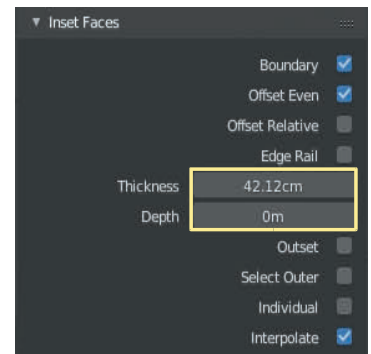 Inset Faces
Boundary
Offset Even
Offset Relative
Edge Rail
Thickness 42.12cm
Depth 0m
Outset
Select Outer
Individual
Interpolate